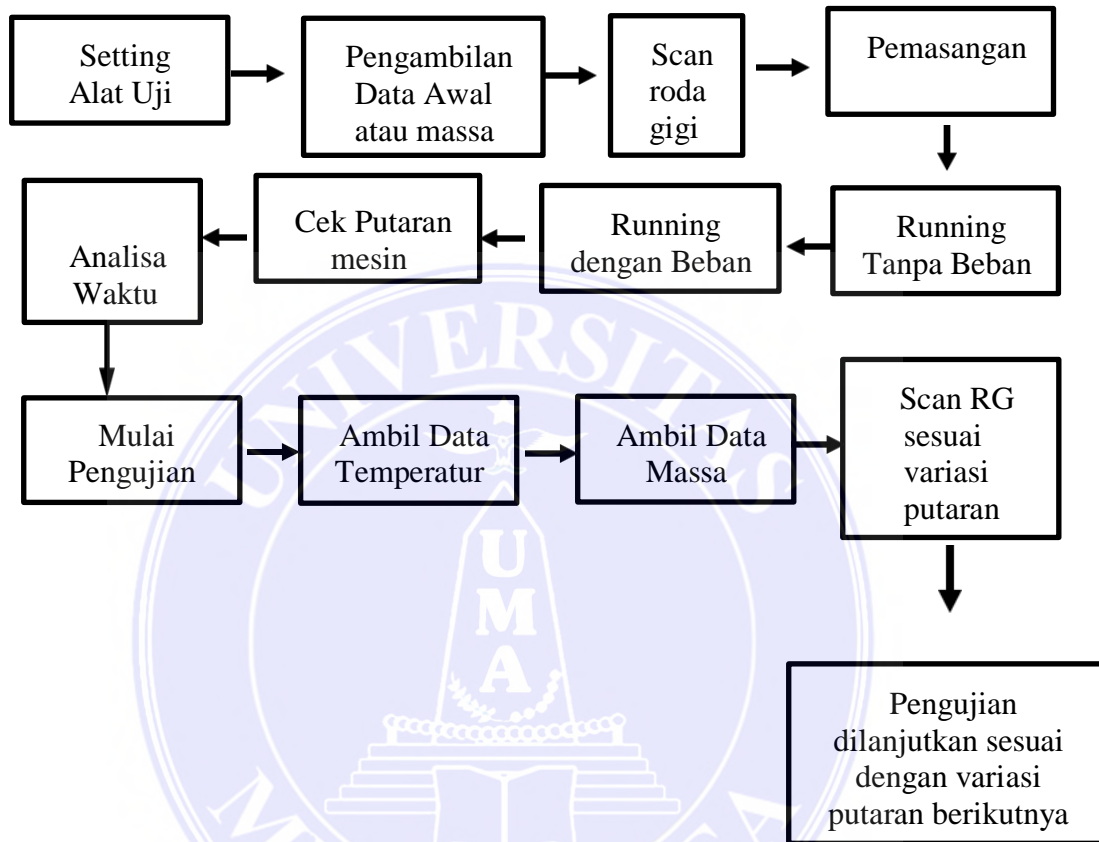 Setting
Alat Uji
Pengambilan
Data Awal
atau massa
Scan
roda
gigi
Pemasangan
Running
Tanpa Beban
Running
dengan Beban
Cek Putaran
mesin
Analisa
Waktu
Mulai
Pengujian
Ambil Data
Temperatur
Ambil Data
Massa
Scan RG
sesuai
variasi
putaran
Pengujian
dilanjutkan sesuai
dengan variasi
putaran berikutnya
UNIVERSITAS
U
M
A